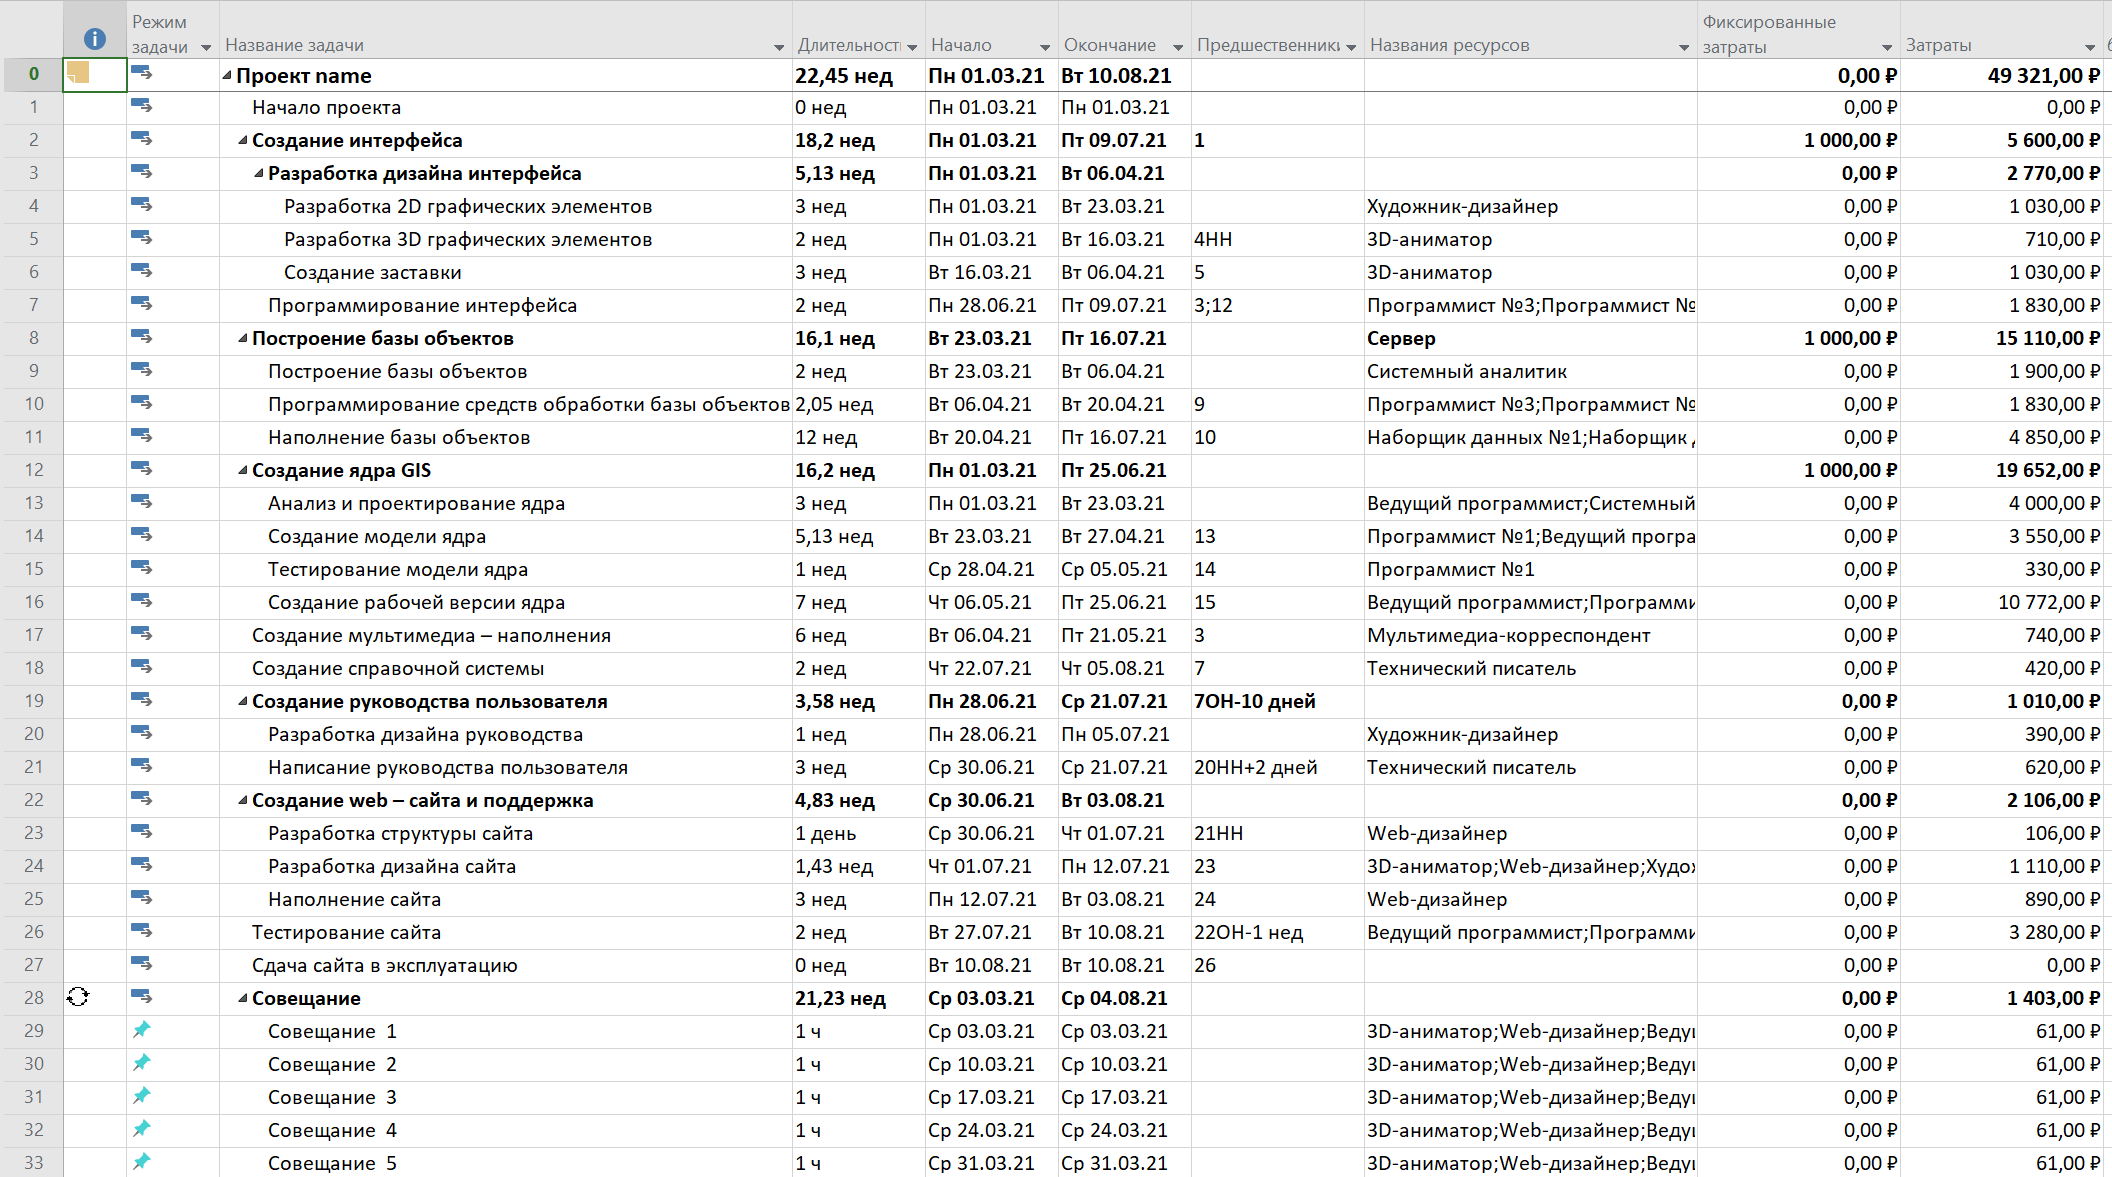 Режим задачи Название задачи Длительность Начало Окончание Предшественники Названия ресурсов Фиксированные затраты Затраты
0 Проект name 22,45 нед Пн 01.03.21 Вт 10.08.21 0,00 ₽ 49 321,00 ₽
1 Начало проекта 0 нед Пн 01.03.21 Пн 01.03.21 0,00 ₽ 0,00 ₽
2 Создание интерфейса 18,2 нед Пн 01.03.21 Пт 09.07.21 1 1 000,00 ₽ 5 600,00 ₽
3 Разработка дизайна интерфейса 5,13 нед Пн 01.03.21 Вт 06.04.21 0,00 ₽ 2 770,00 ₽
4 Разработка 2D графических элементов 3 нед Пн 01.03.21 Вт 23.03.21 Художник-дизайнер 0,00 ₽ 1 030,00 ₽
5 Разработка 3D графических элементов 2 нед Пн 01.03.21 Вт 16.03.21 4НН 3D-аниматор 0,00 ₽ 710,00 ₽
6 Создание заставки 3 нед Вт 16.03.21 Вт 06.04.21 5 3D-аниматор 0,00 ₽ 1 030,00 ₽
7 Программирование интерфейса 2 нед Пн 28.06.21 Пт 09.07.21 3;12 Программист №3;Программист № 0,00 ₽ 1 830,00 ₽
8 Построение базы объектов 16,1 нед Вт 23.03.21 Пт 16.07.21 Сервер 1 000,00 ₽ 15 110,00 ₽
9 Построение базы объектов 2 нед Вт 23.03.21 Вт 06.04.21 Системный аналитик 0,00 ₽ 1 900,00 ₽
10 Программирование средств обработки базы объектов 2,05 нед Вт 06.04.21 Вт 20.04.21 9 Программист №3;Программист № 0,00 ₽ 1 830,00 ₽
11 Наполнение базы объектов 12 нед Вт 20.04.21 Пт 16.07.21 10 Наборщик данных №1;Наборщик 0,00 ₽ 4 850,00 ₽
12 Создание ядра GIS 16,2 нед Пн 01.03.21 Пт 25.06.21 1 000,00 ₽ 19 652,00 ₽
13 Анализ и проектирование ядра 3 нед Пн 01.03.21 Вт 23.03.21 Ведущий программист;Системный 0,00 ₽ 4 000,00 ₽
14 Создание модели ядра 5,13 нед Вт 23.03.21 Вт 27.04.21 13 Программист №1;Ведущий програ 0,00 ₽ 3 550,00 ₽
15 Тестирование модели ядра 1 нед Ср 28.04.21 Ср 05.05.21 14 Программист №1 0,00 ₽ 330,00 ₽
16 Создание рабочей версии ядра 7 нед Чт 06.05.21 Пт 25.06.21 15 Ведущий программист;Программи 0,00 ₽ 10 772,00 ₽
17 Создание мультимедиа – наполнения 6 нед Вт 06.04.21 Пт 21.05.21 3 Мультимедиа-корреспондент 0,00 ₽ 740,00 ₽
18 Создание справочной системы 2 нед Чт 22.07.21 Чт 05.08.21 7 Технический писатель 0,00 ₽ 420,00 ₽
19 Создание руководства пользователя 3,58 нед Пн 28.06.21 Ср 21.07.21 7ОН-10 дней 0,00 ₽ 1 010,00 ₽
20 Разработка дизайна руководства 1 нед Пн 28.06.21 Пн 05.07.21 Художник-дизайнер 0,00 ₽ 390,00 ₽
21 Написание руководства пользователя 3 нед Ср 30.06.21 Ср 21.07.21 20НН+2 дней Технический писатель 0,00 ₽ 620,00 ₽
22 Создание web – сайта и поддержка 4,83 нед Ср 30.06.21 Вт 03.08.21 0,00 ₽ 2 106,00 ₽
23 Разработка структуры сайта 1 день Ср 30.06.21 Чт 01.07.21 21НН Web-дизайнер 0,00 ₽ 106,00 ₽
24 Разработка дизайна сайта 1,43 нед Чт 01.07.21 Пн 12.07.21 23 3D-аниматор;Web-дизайнер;Худо 0,00 ₽ 1 110,00 ₽
25 Наполнение сайта 3 нед Пн 12.07.21 Вт 03.08.21 24 Web-дизайнер 0,00 ₽ 890,00 ₽
26 Тестирование сайта 2 нед Вт 27.07.21 Вт 10.08.21 22ОН-1 нед Ведущий программист;Программи 0,00 ₽ 3 280,00 ₽
27 Сдача сайта в эксплуатацию 0 нед Вт 10.08.21 Вт 10.08.21 26 0,00 ₽ 0,00 ₽
28 Совещание 21,23 нед Ср 03.03.21 Ср 04.08.21 0,00 ₽ 1 403,00 ₽
29 Совещание 1 1 ч Ср 03.03.21 Ср 03.03.21 3D-аниматор;Web-дизайнер;Веду 0,00 ₽ 61,00 ₽
30 Совещание 2 1 ч Ср 10.03.21 Ср 10.03.21 3D-аниматор;Web-дизайнер;Веду 0,00 ₽ 61,00 ₽
31 Совещание 3 1 ч Ср 17.03.21 Ср 17.03.21 3D-аниматор;Web-дизайнер;Веду 0,00 ₽ 61,00 ₽
32 Совещание 4 1 ч Ср 24.03.21 Ср 24.03.21 3D-аниматор;Web-дизайнер;Веду 0,00 ₽ 61,00 ₽
33 Совещание 5 1 ч Ср 31.03.21 Ср 31.03.21 3D-аниматор;Web-дизайнер;Веду 0,00 ₽ 61,00 ₽